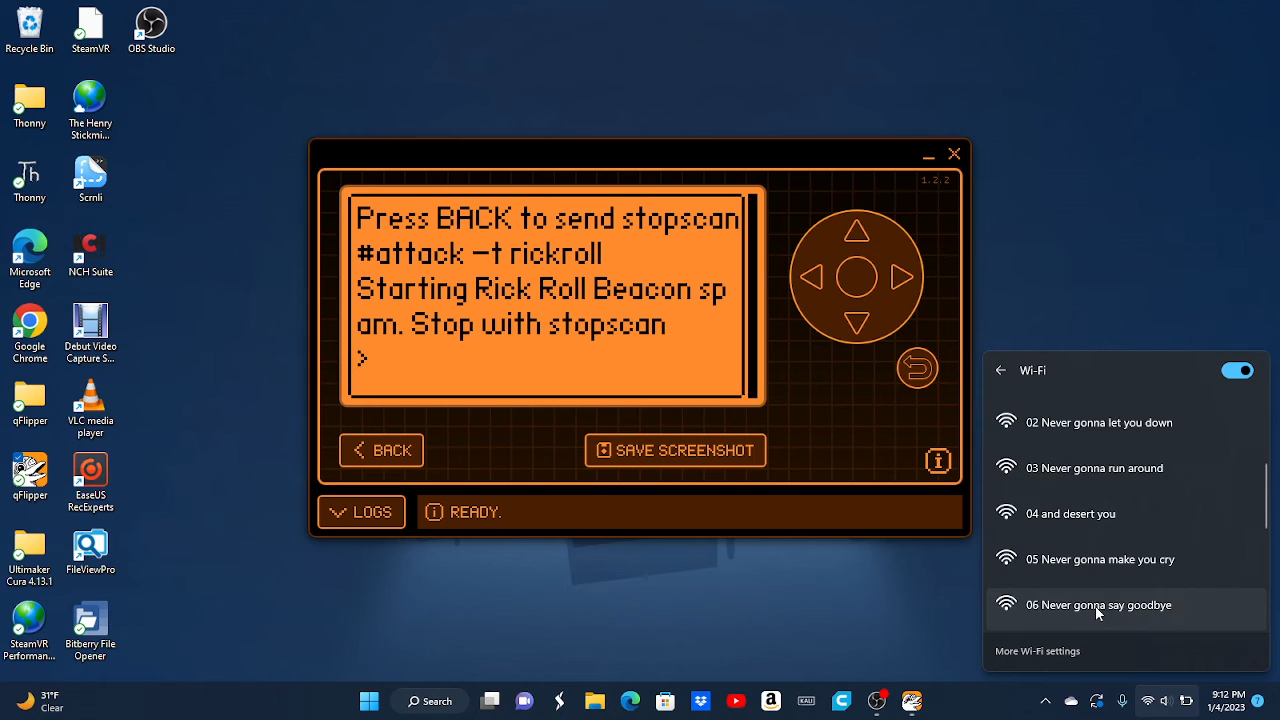 Recycle Bin
SteamVR
OBS Studio
Thonny
The Henry
Stickmi...
Th
Thonny
Scrnli
Microsoft
Edge
NCH Suite
Google
Chrome
Debut Video
Capture S...
qFlipper
VLC media
player
qFlipper
EaseUS
RecExperts
Ultimaker
Cura 4.13.1
FileViewPro
SteamVR
Performan...
Bitberry File
Opener
1.2.2
Press BACK to send stopscan
#attack -t rickroll
Starting Rick Roll Beacon sp
am. Stop with stopscan
>
BACK
SAVE SCREENSHOT
LOGS
READY.
Wi-Fi
02 Never gonna let you down
03 Never gonna run around
04 and desert you
05 Never gonna make you cry
06 Never gonna say goodbye
More Wi-Fi settings
31°F
Clear
Search
KALI
9:12 PM
1/4/2023
7